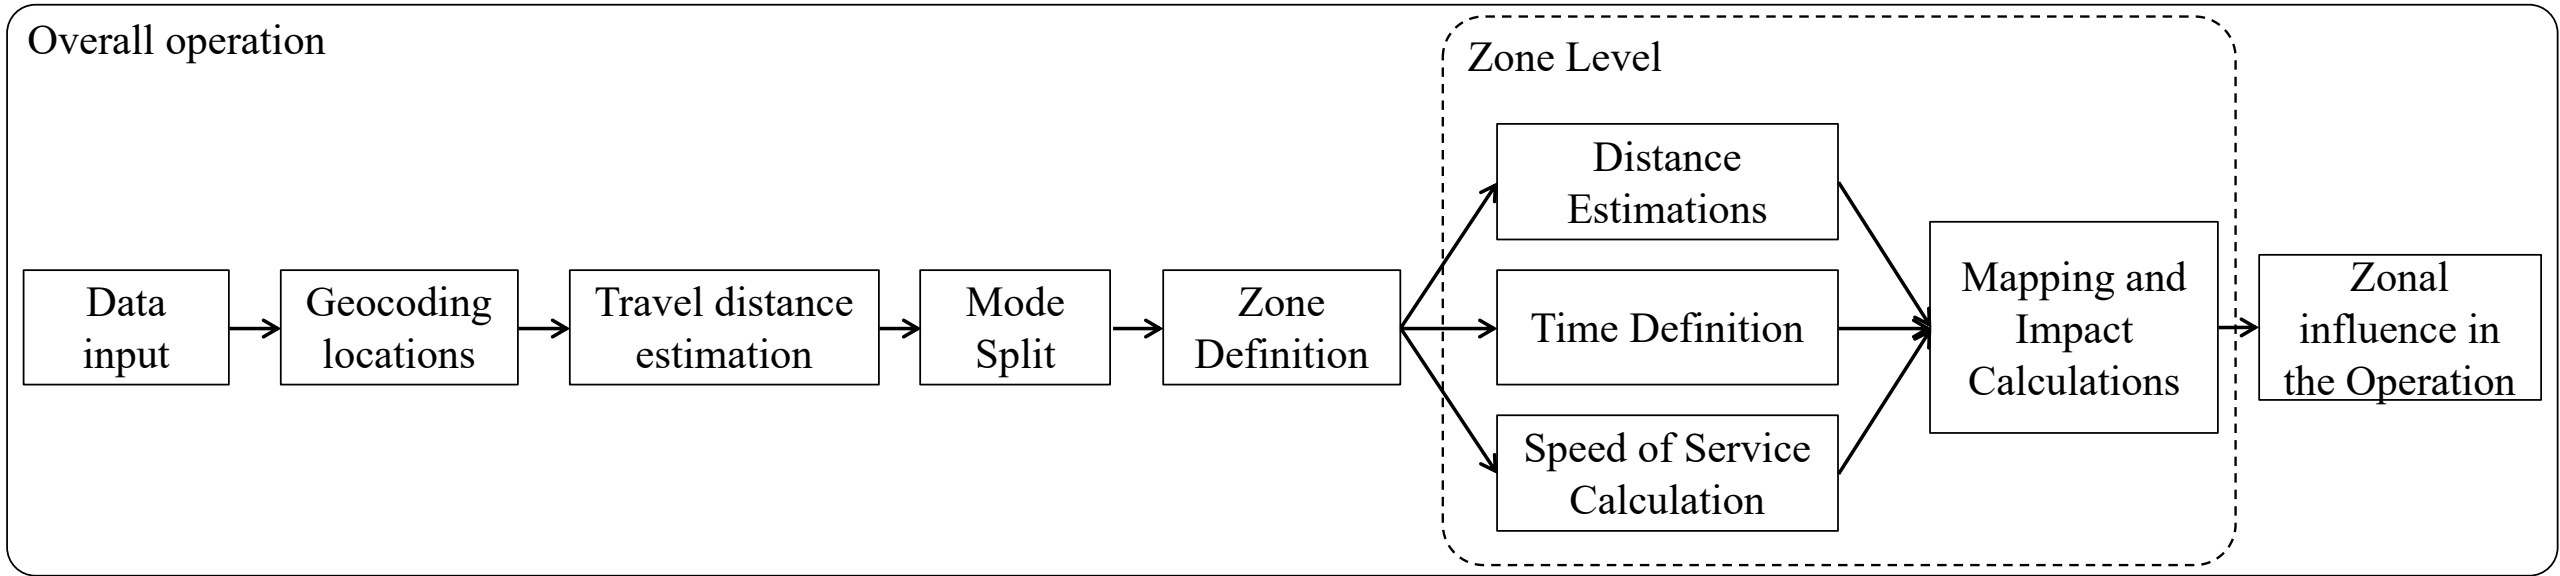 Overall operation
Zone Level
Data
input
Geocoding
locations
Travel distance
estimation
Mode
Split
Zone
Definition
Distance
Estimations
Time Definition
Speed of Service
Calculation
Mapping and
Impact
Calculations
Zonal
influence in
the Operation